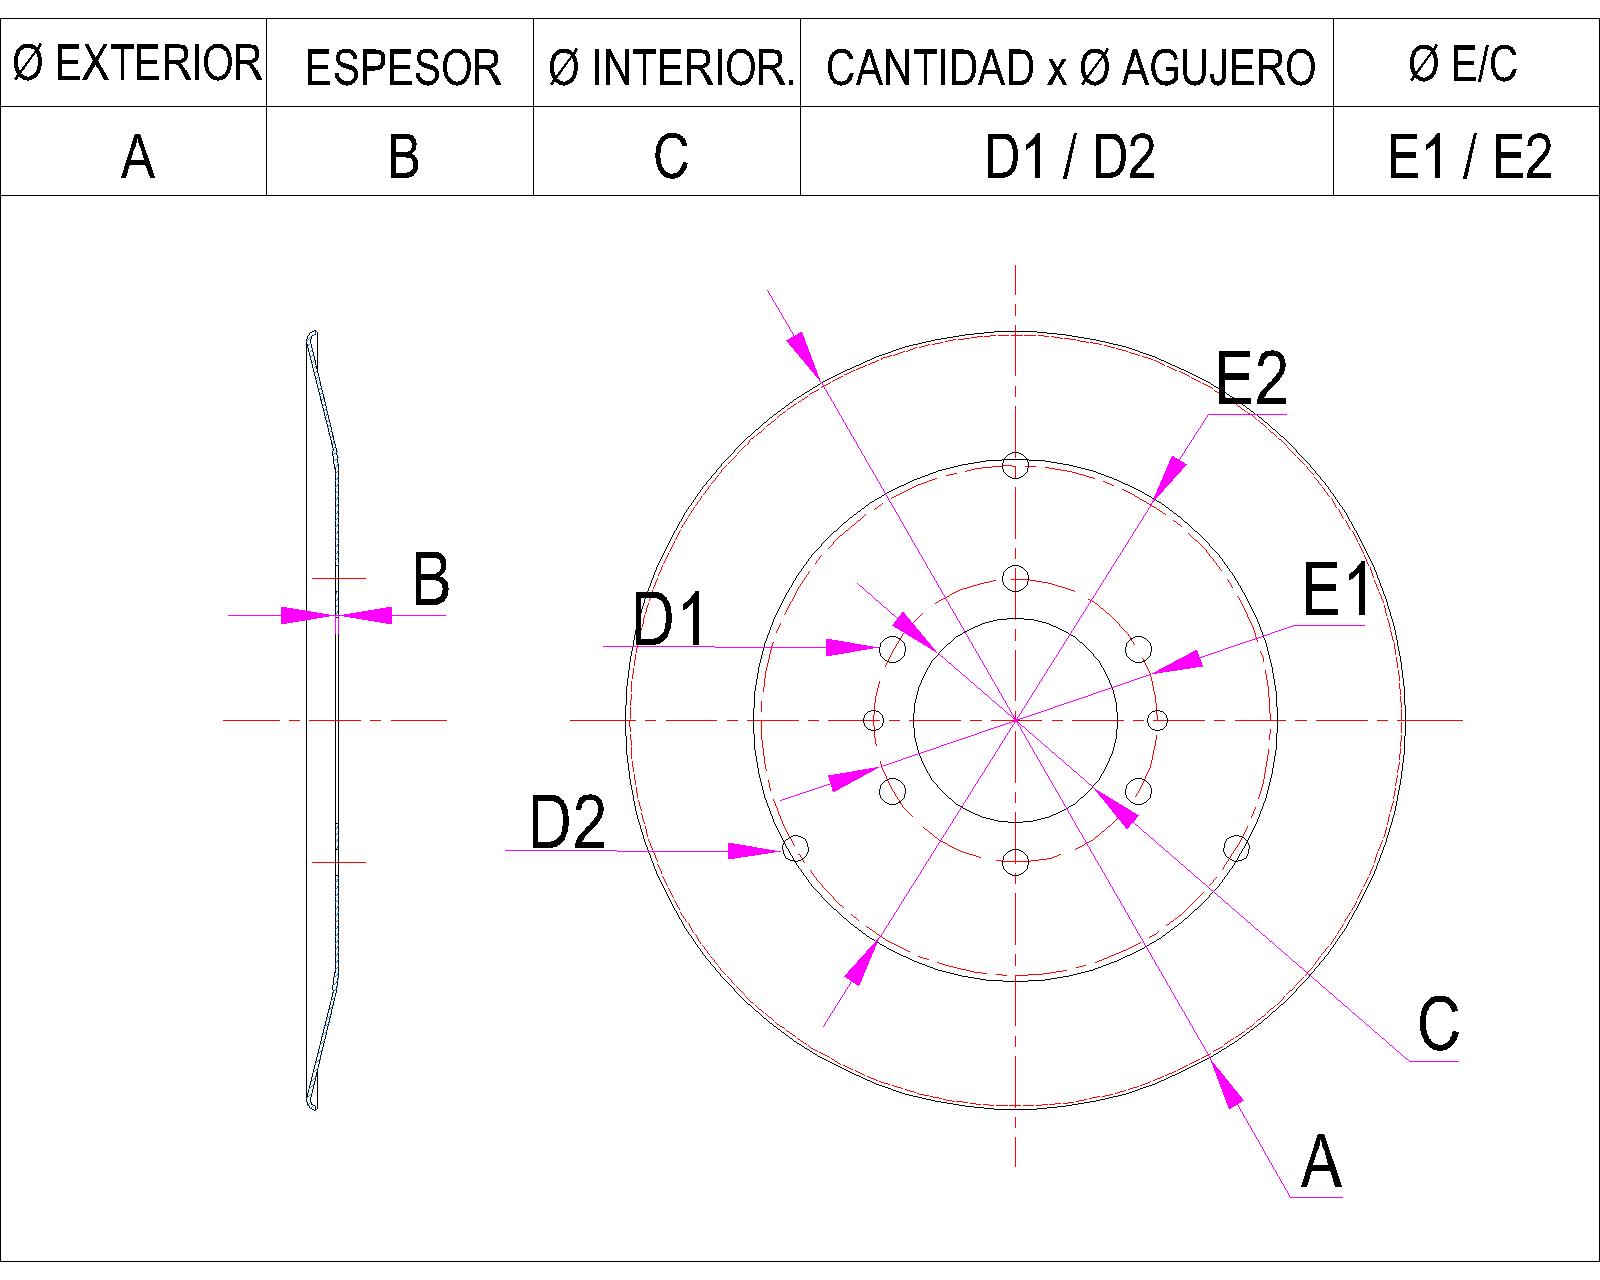 Ø EXTERIOR ESPESOR Ø INTERIOR. CANTIDAD x Ø AGUJERO Ø E/C
A B C D1 / D2 E1 / E2
E2
B
E1
D1
D2
C
A